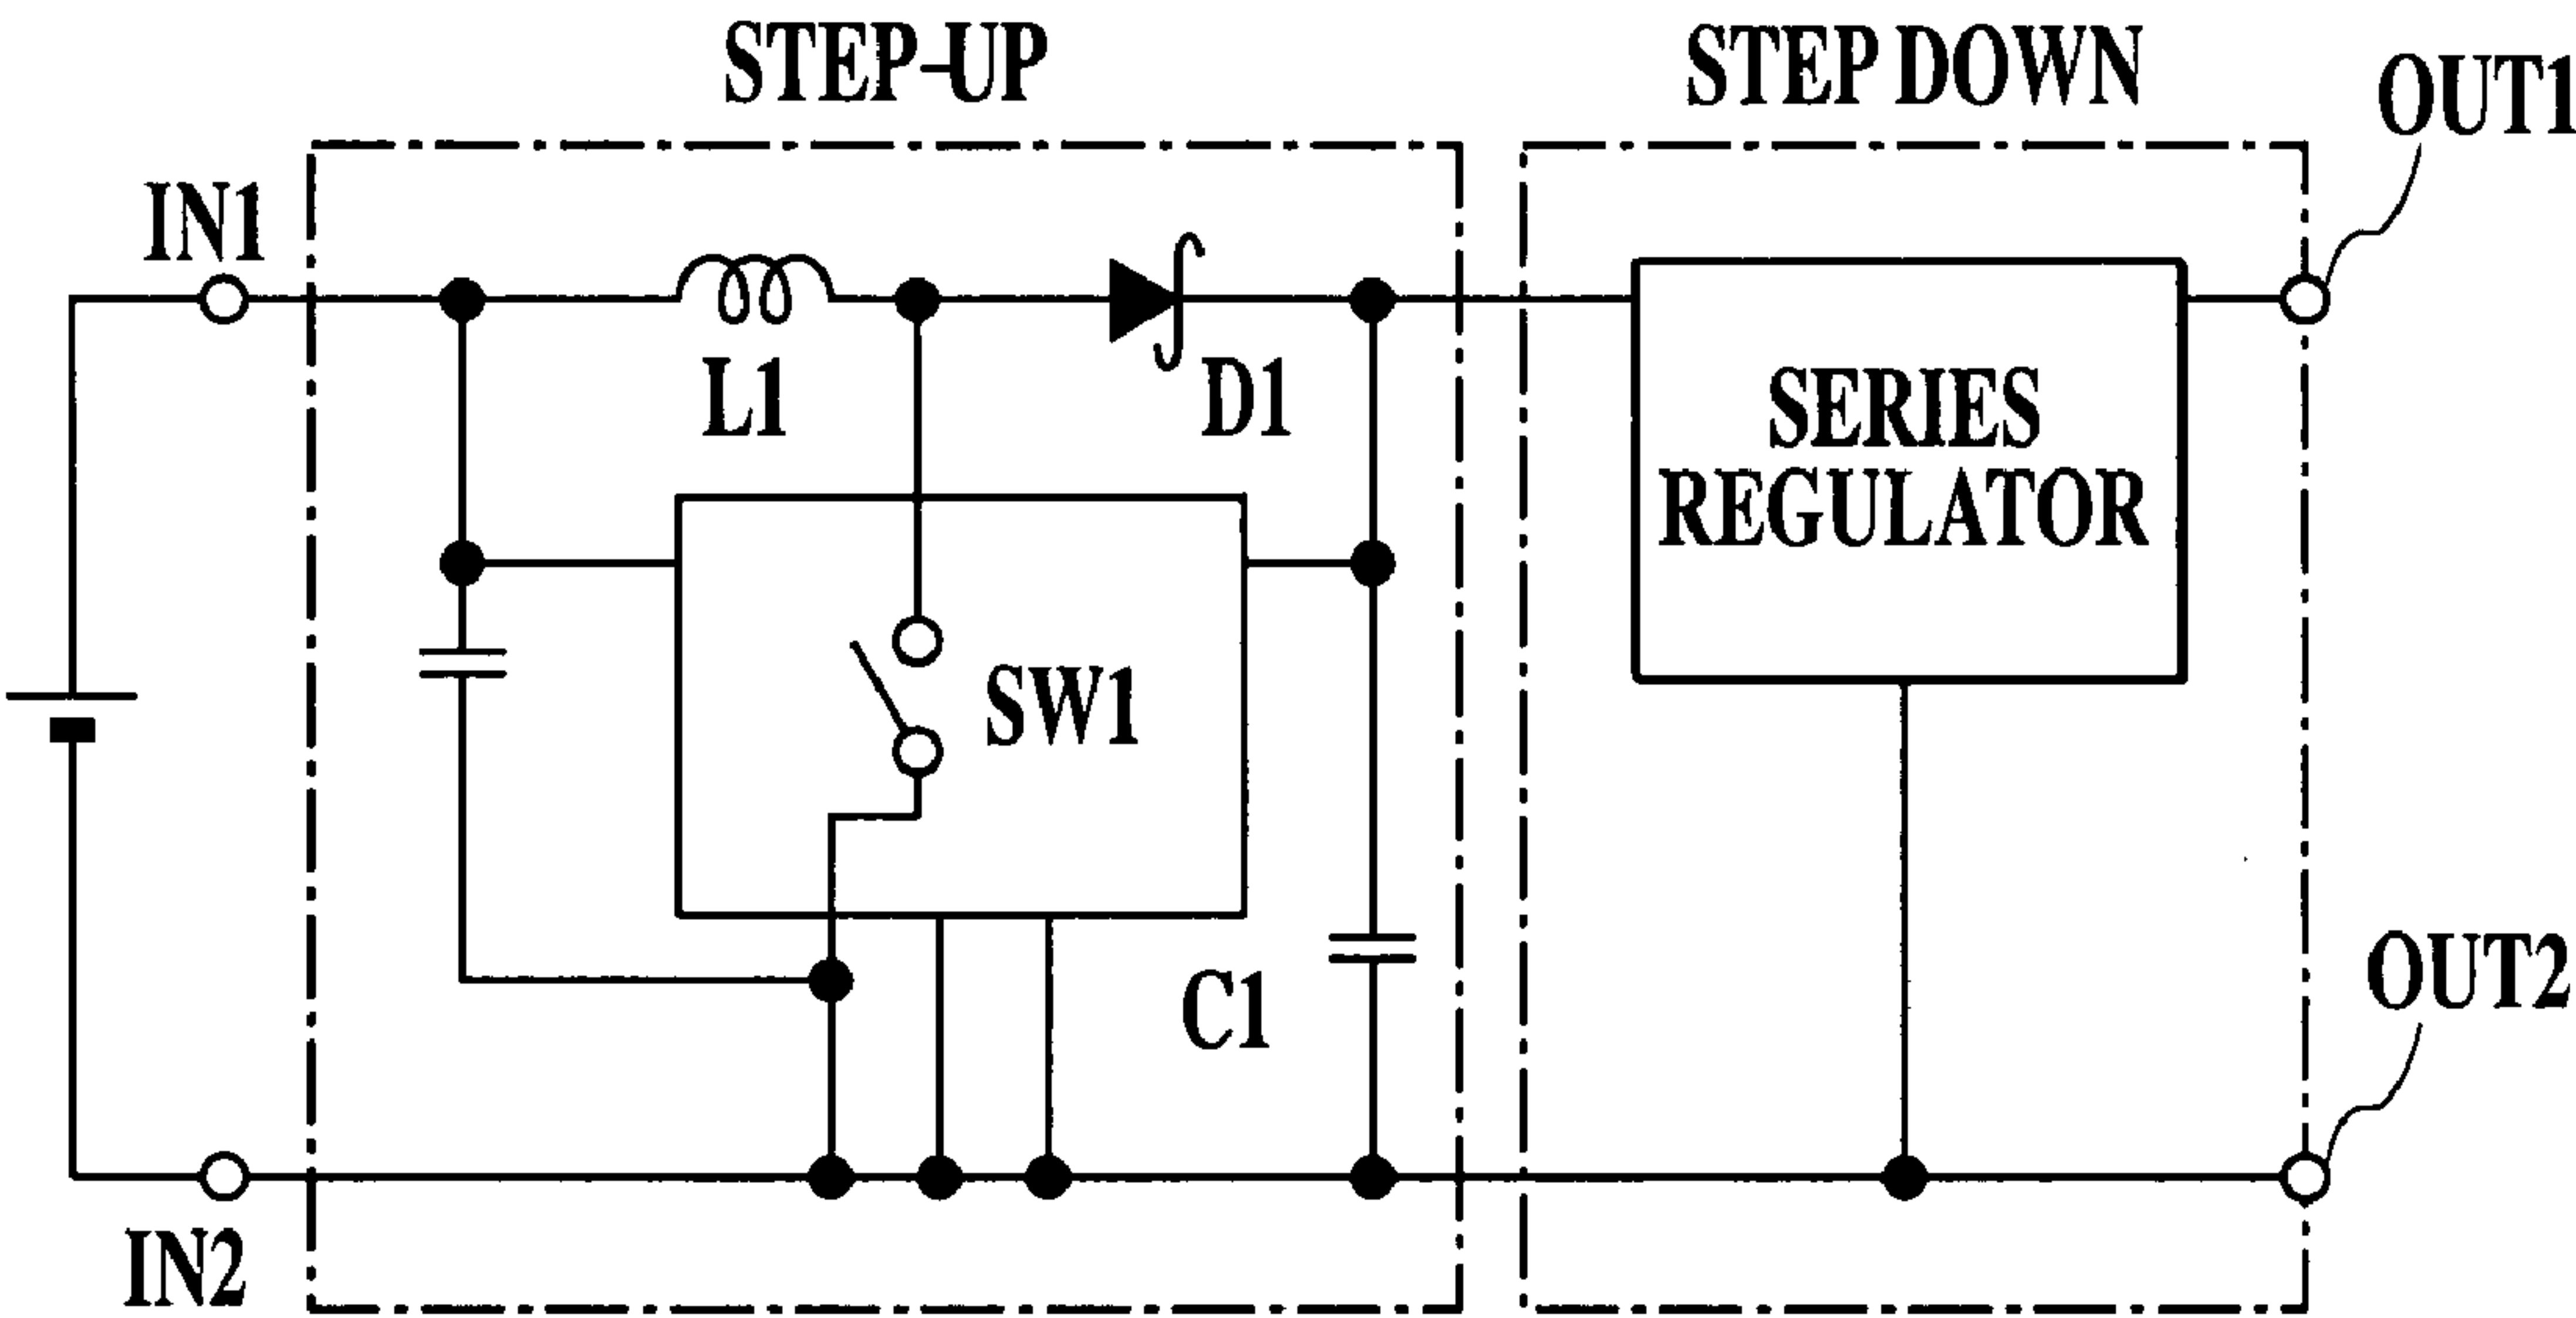 STEP-UP
STEP DOWN
OUT1
IN1
L1
D1
SERIES
REGULATOR
SW1
C1
OUT2
IN2